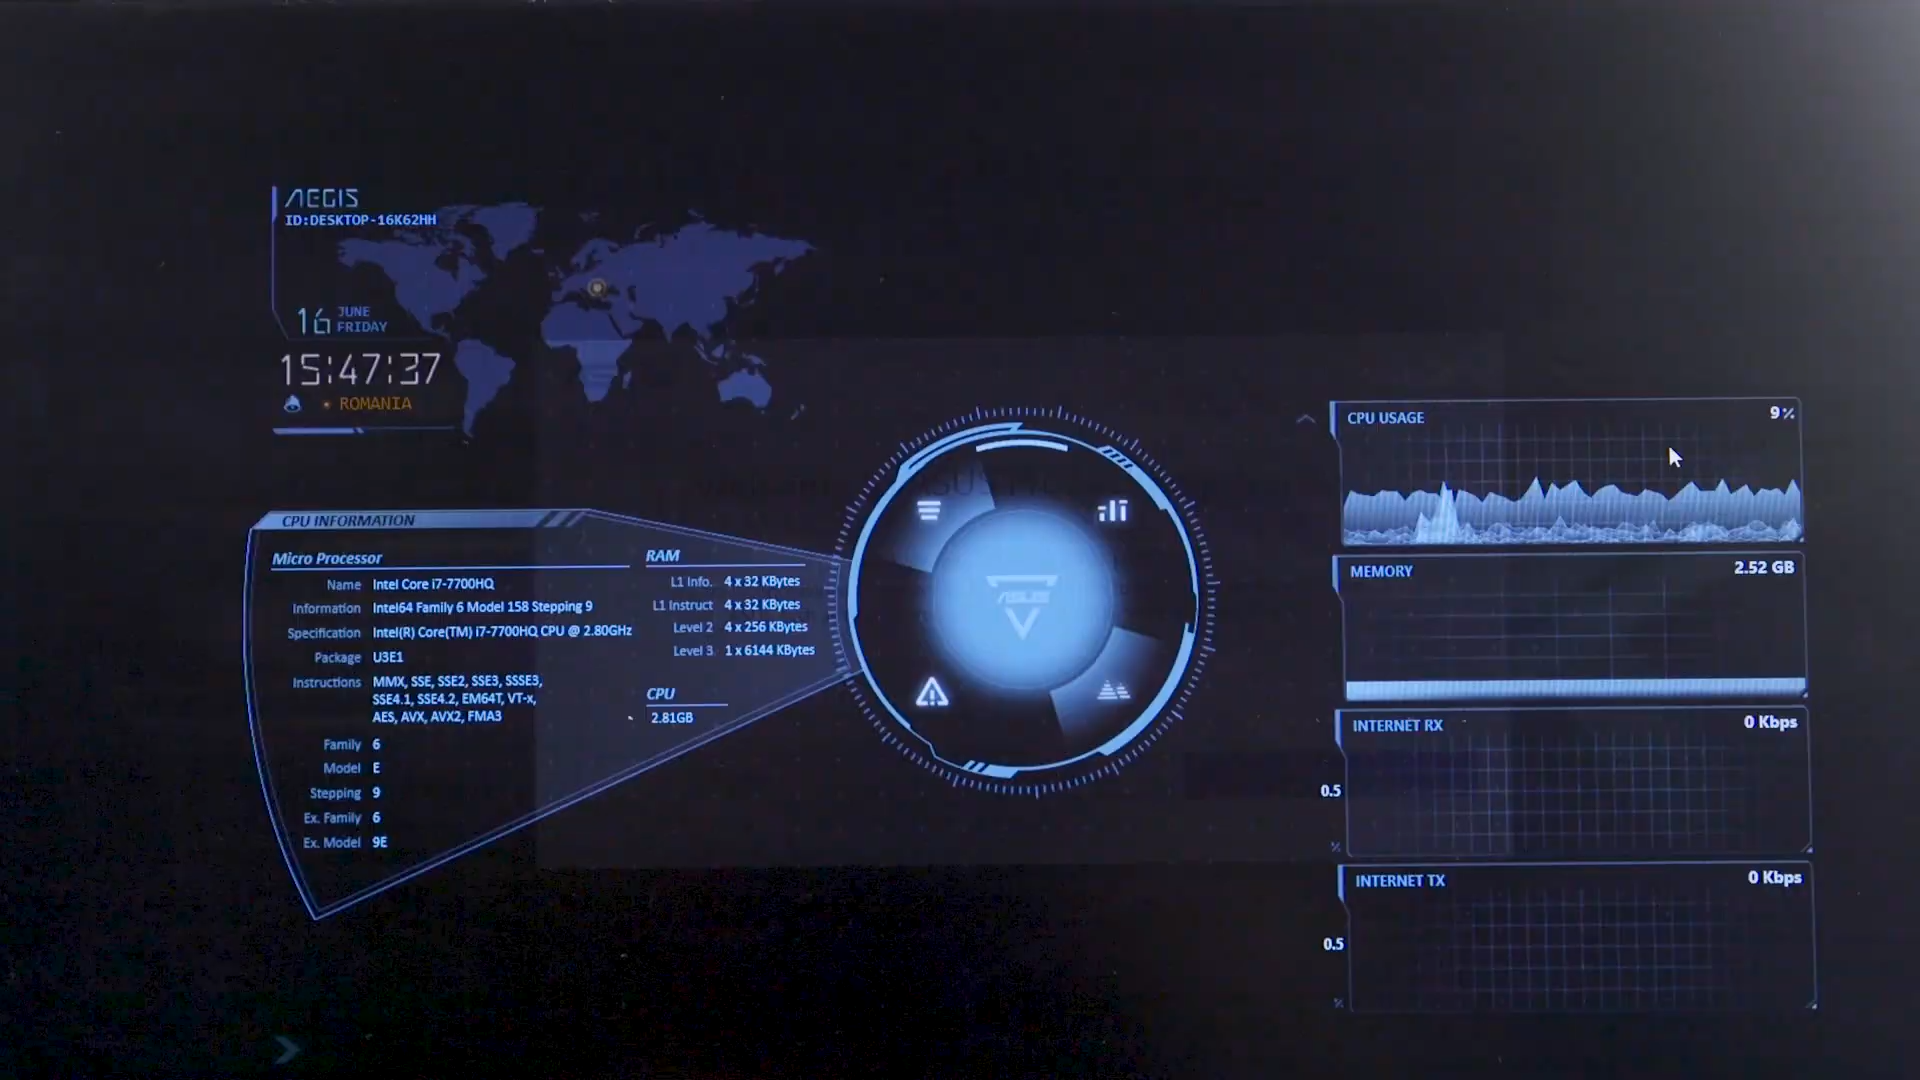 AEGIS
ID:DESKTOP-16K62HH
16
JUNE
FRIDAY
15:47:37
ROMANIA
CPU INFORMATION
Micro Processor
Name Intel Core i7-7700HQ
Information Intel64 Family 6 Model 158 Stepping 9
Specification Intel(R) Core(TM) i7-7700HQ CPU @ 2.80GHz
Package U3E1
Instructions MMX, SSE, SSE2, SSE3, SSSE3,
SSE4.1, SSE4.2, EM64T, VT-x,
AES, AVX, AVX2, FMA3
Family 6
Model E
Stepping 9
Ex. Family 6
Ex. Model 9E
RAM
L1 Info. 4 x 32 KBytes
L1 Instruct 4 x 32 KBytes
Level 2 4 x 256 KBytes
Level 3 1 x 6144 KBytes
CPU
2.81GB
ASUS
CPU USAGE 9%
MEMORY 2.52 GB
INTERNET RX 0 Kbps
0.5
%
INTERNET TX 0 Kbps
0.5
%